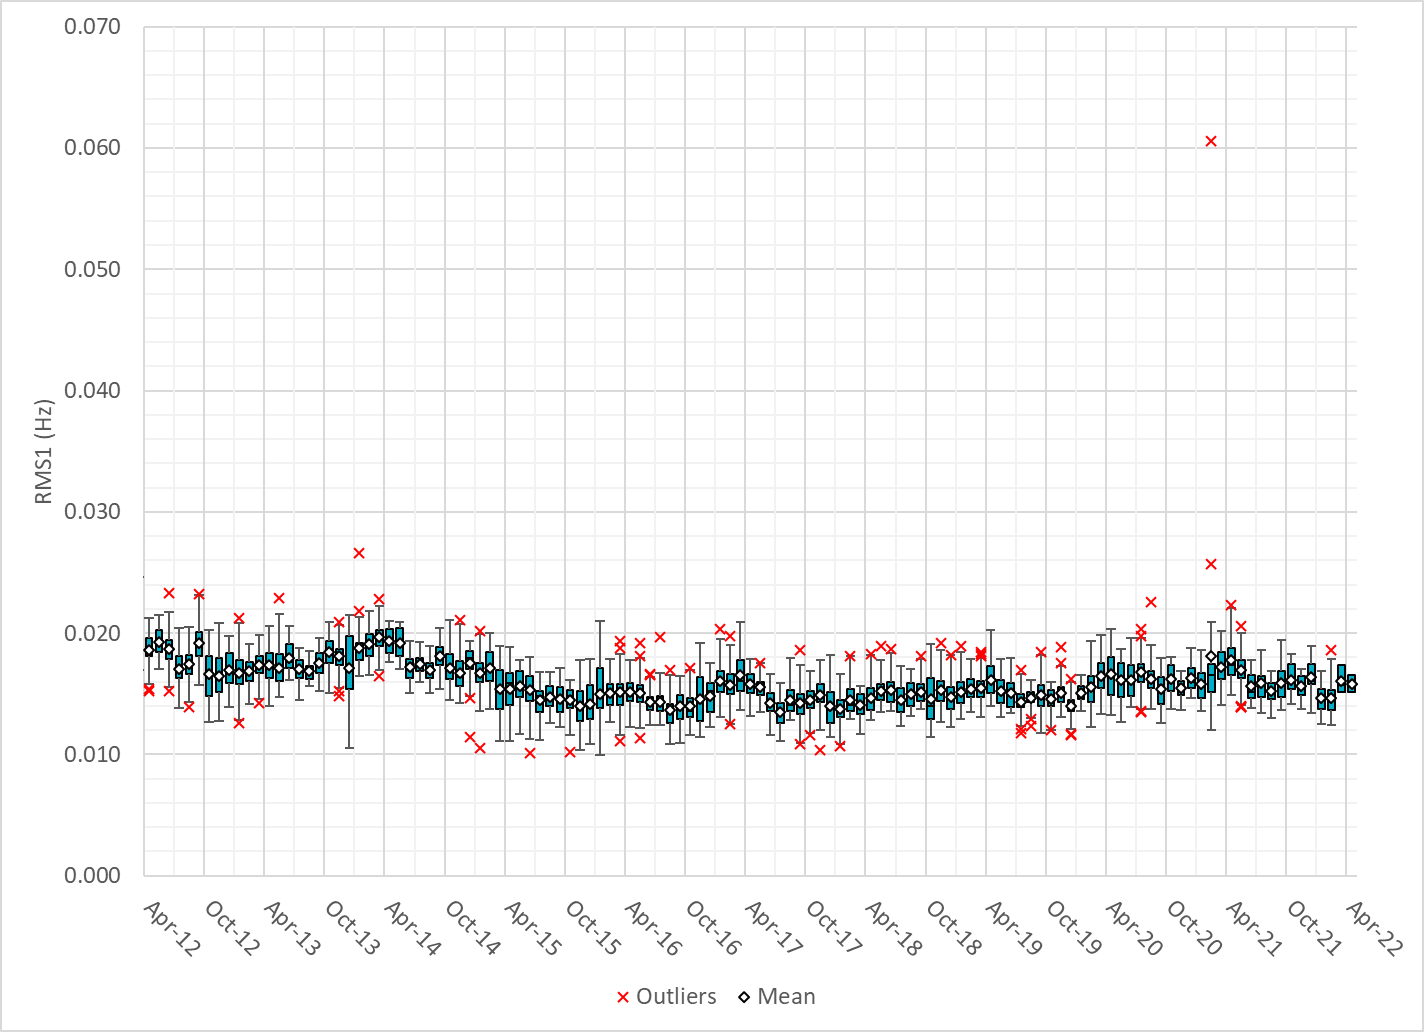 0.070
0.060
0.050
0.040
0.030
0.020
0.010
0.000
RMS1 (Hz)
Apr-12
Oct-12
Apr-13
Oct-13
Apr-14
Oct-14
Apr-15
Oct-15
Apr-16
Oct-16
Apr-17
Oct-17
Apr-18
Oct-18
Apr-19
Oct-19
Apr-20
Oct-20
Apr-21
Oct-21
Apr-22
Outliers Mean